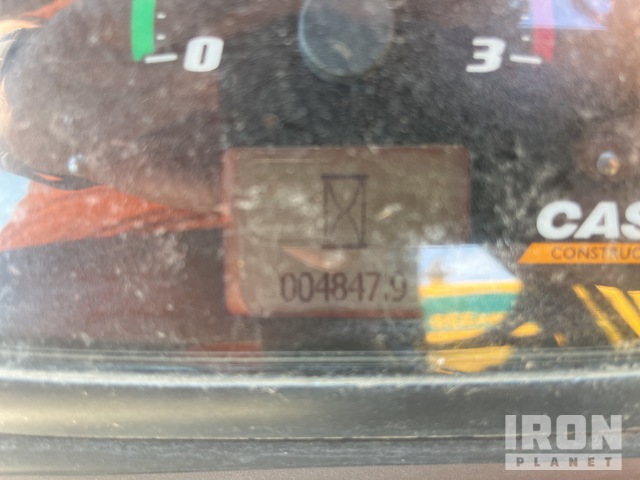 0 3
CAS
CONSTRUC
004847.9
IRON
PLANET